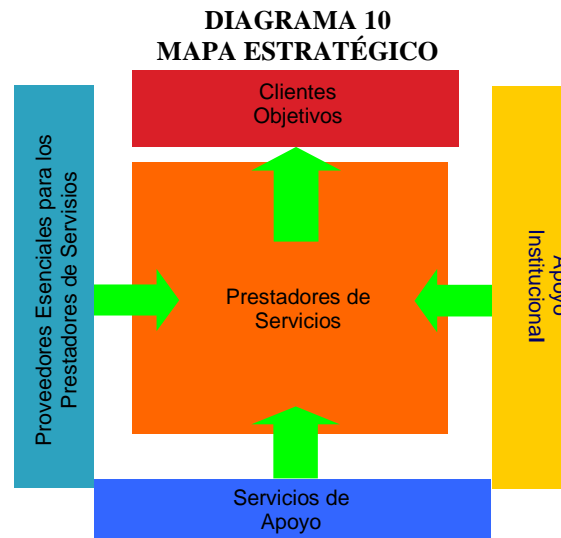 DIAGRAMA 10
MAPA ESTRATÉGICO
Clientes
Objetivos
Proveedores Esenciales para los
Prestadores de Servisios
Prestadores de
Servicios
Apoyo
Institucional
Servicios de
Apoyo